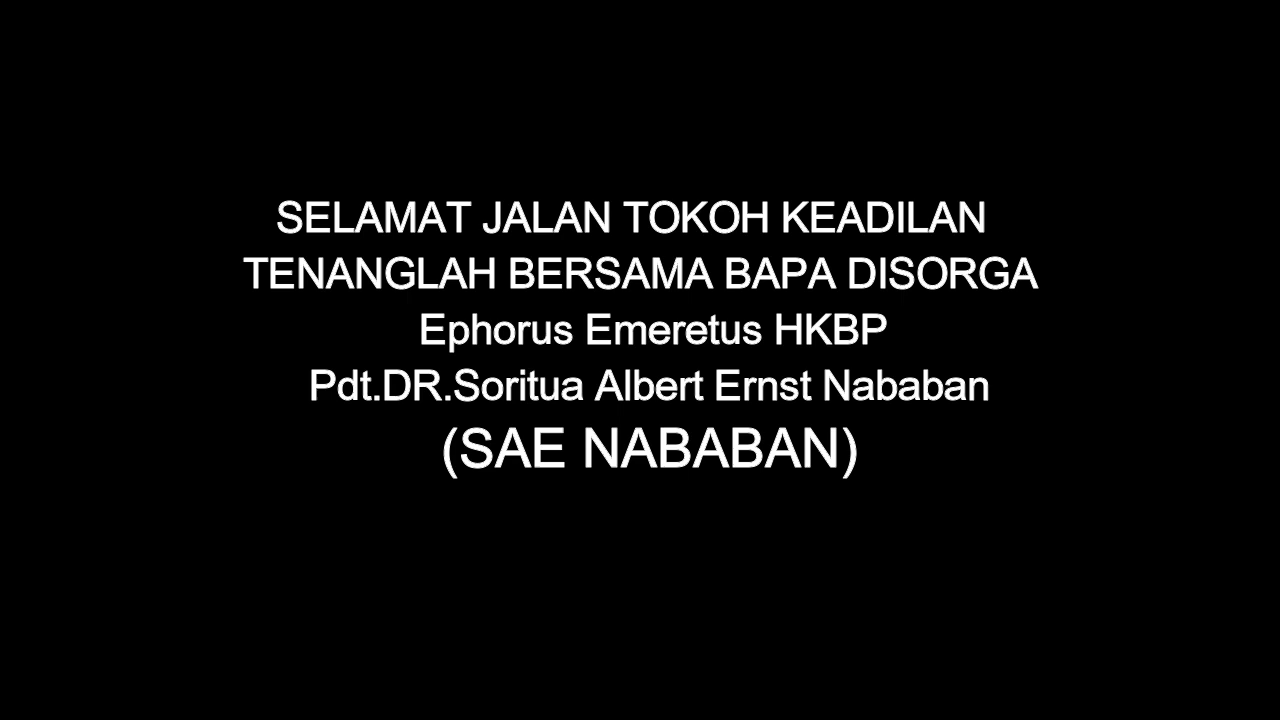 SELAMAT JALAN TOKOH KEADILAN
TENANGLAH BERSAMA BAPA DISORGA
Ephorus Emeretus HKBP
Pdt.DR.Soritua Albert Ernst Nababan
(SAE NABABAN)